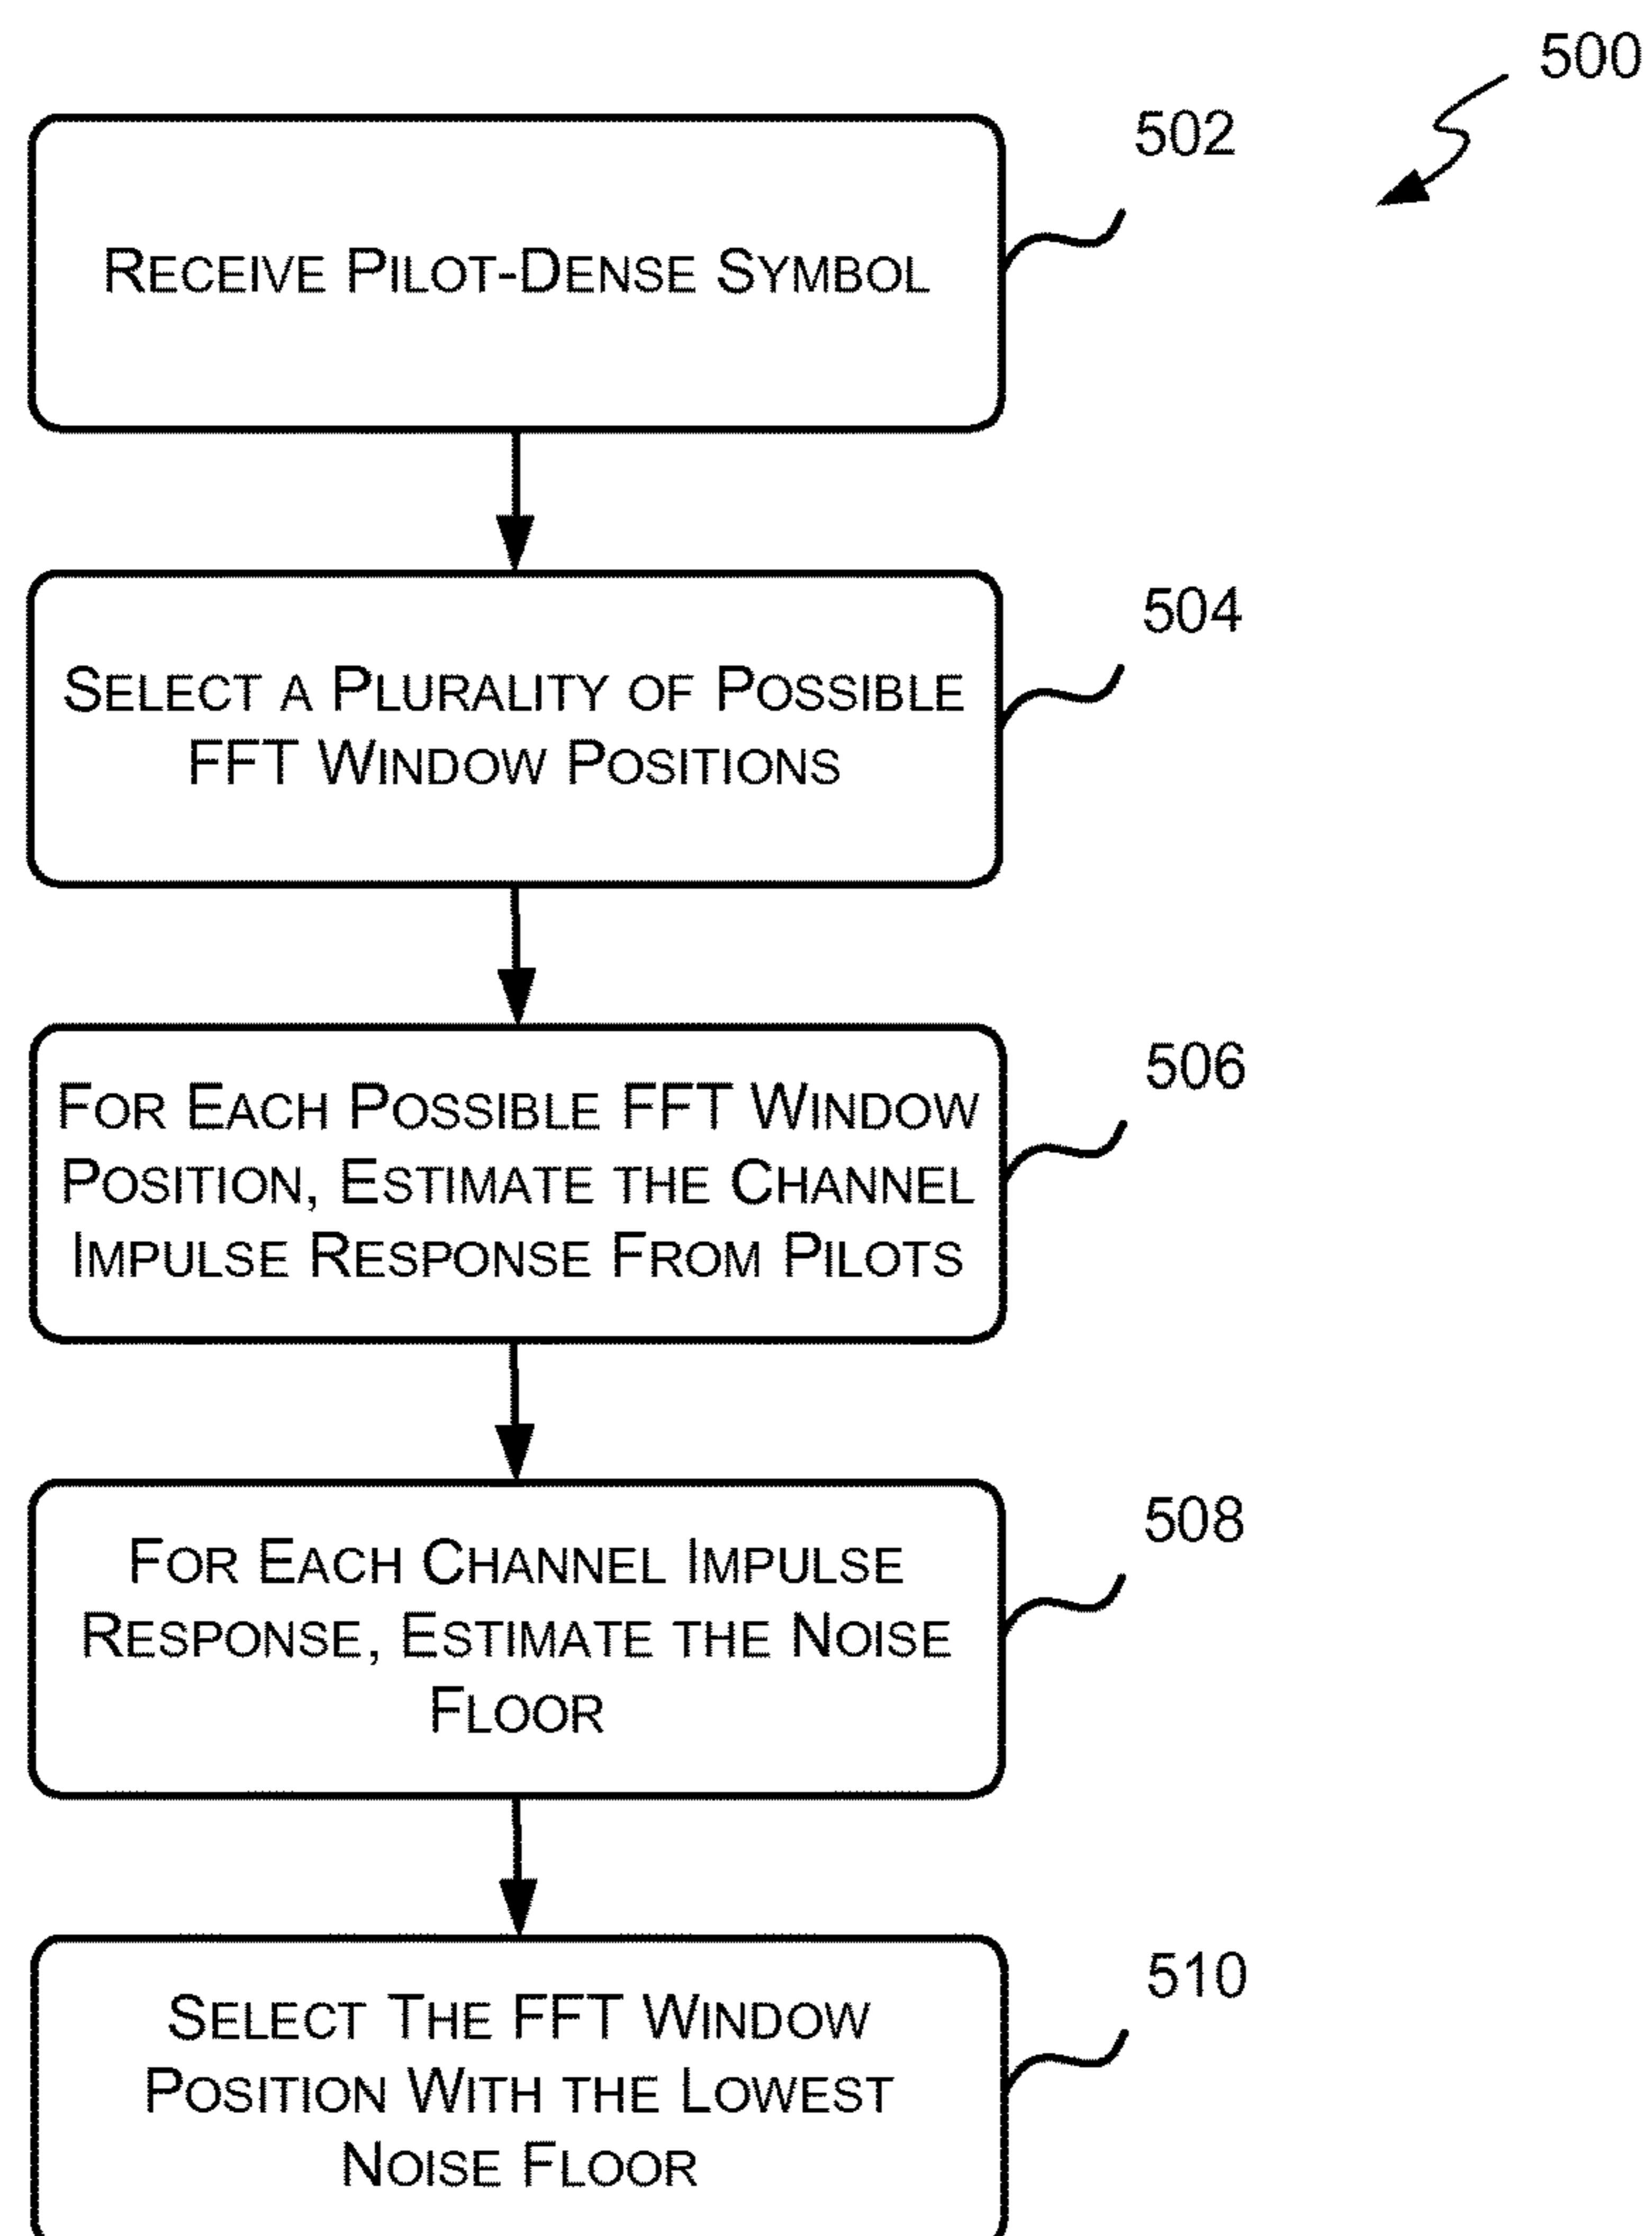 500
502
RECEIVE PILOT-DENSE SYMBOL
504
SELECT A PLURALITY OF POSSIBLE
FFT WINDOW POSITIONS
506
FOR EACH POSSIBLE FFT WINDOW
POSITION, ESTIMATE THE CHANNEL
IMPULSE RESPONSE FROM PILOTS
508
FOR EACH CHANNEL IMPULSE
RESPONSE, ESTIMATE THE NOISE
FLOOR
510
SELECT THE FFT WINDOW
POSITION WITH THE LOWEST
NOISE FLOOR